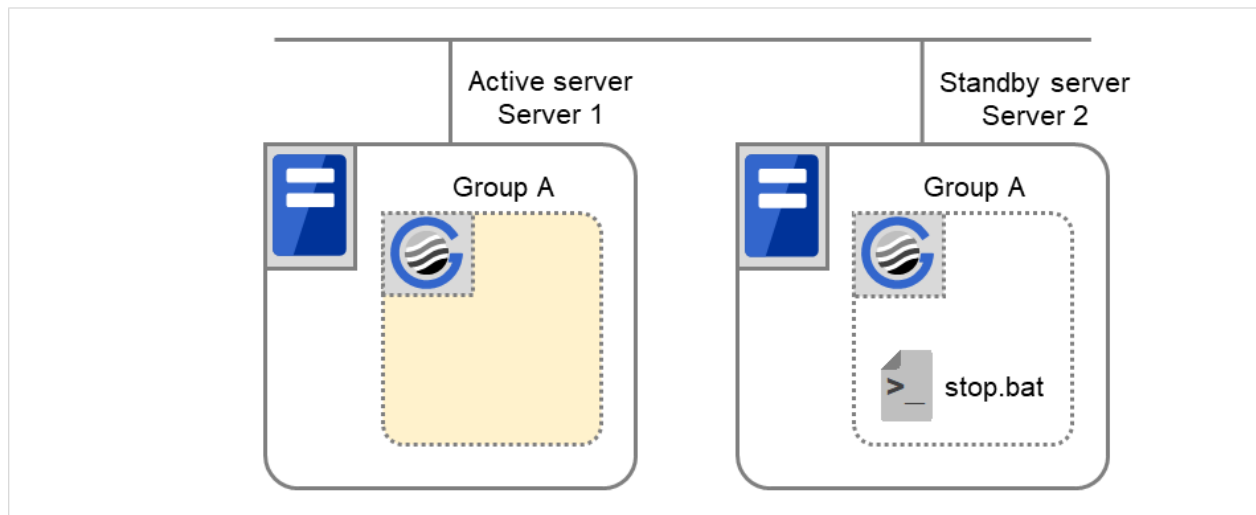 Active server
Server 1
Standby server
Server 2
Group A
Group A
>_
stop.bat